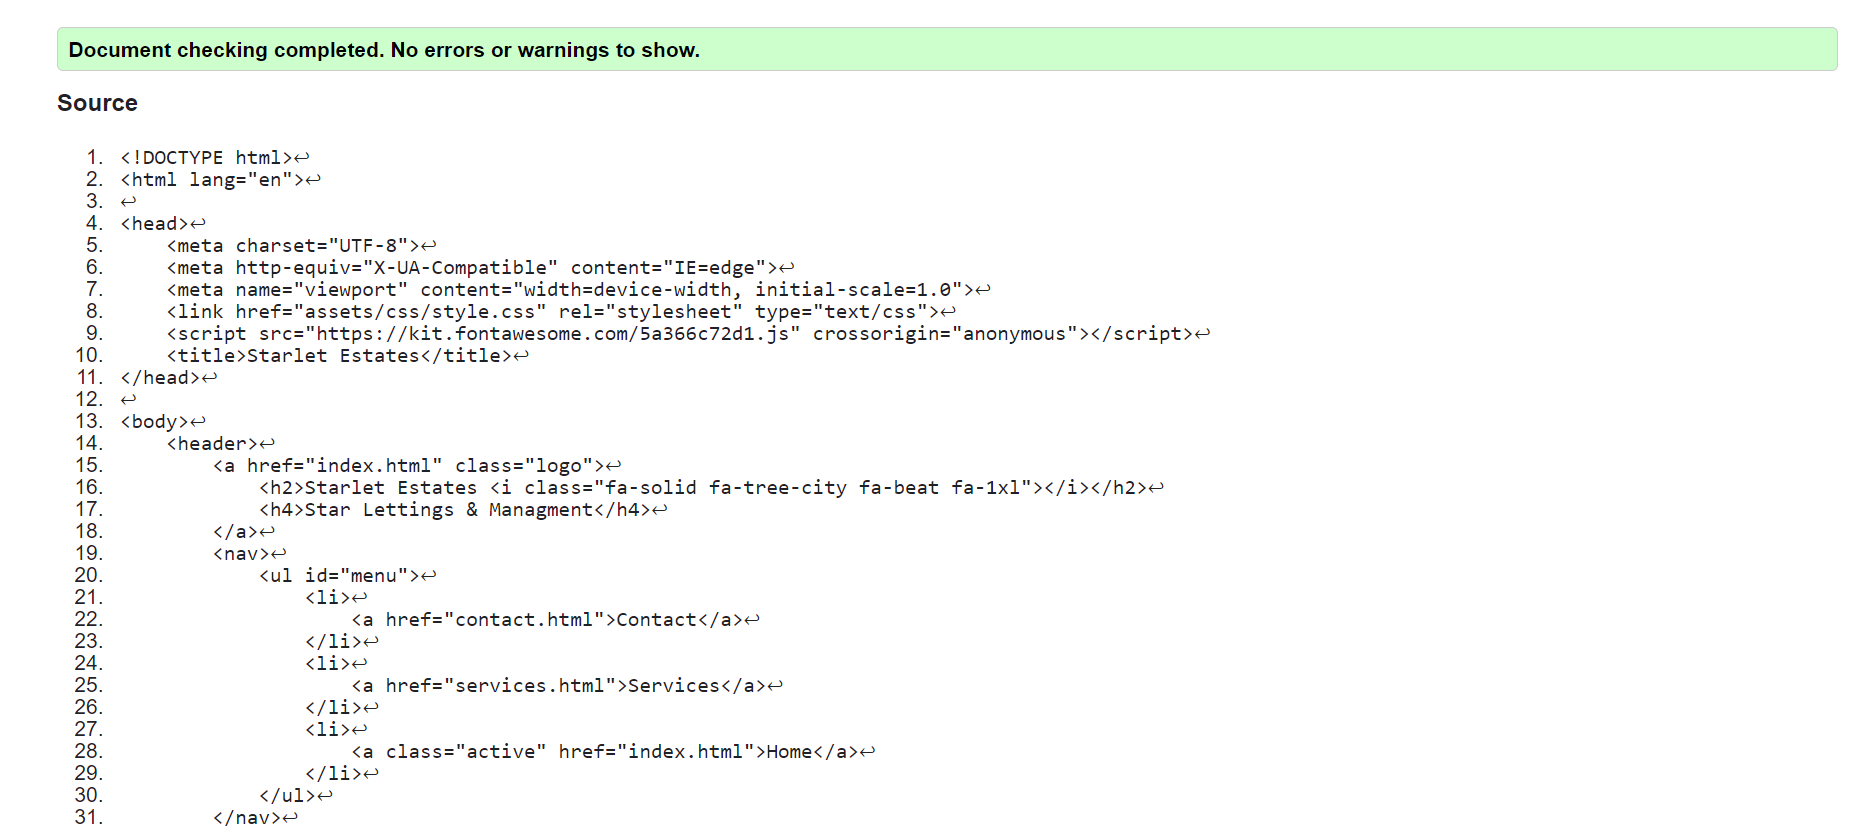 Document checking completed. No errors or warnings to show.
Source
1. <!DOCTYPE html>↩
2. <html lang="en">↩
3. ↩
4. <head>↩
5.     <meta charset="UTF-8">↩
6.     <meta http-equiv="X-UA-Compatible" content="IE=edge">↩
7.     <meta name="viewport" content="width=device-width, initial-scale=1.0">↩
8.     <link href="assets/css/style.css" rel="stylesheet" type="text/css">↩
9.     <script src="https://kit.fontawesome.com/5a366c72d1.js" crossorigin="anonymous"></script>↩
10.     <title>Starlet Estates</title>↩
11. </head>↩
12. ↩
13. <body>↩
14.     <header>↩
15.         <a href="index.html" class="logo">↩
16.             <h2>Starlet Estates <i class="fa-solid fa-tree-city fa-beat fa-1xl"></i></h2>↩
17.             <h4>Star Lettings & Managment</h4>↩
18.         </a>↩
19.         <nav>↩
20.             <ul id="menu">↩
21.                 <li>↩
22.                     <a href="contact.html">Contact</a>↩
23.                 </li>↩
24.                 <li>↩
25.                     <a href="services.html">Services</a>↩
26.                 </li>↩
27.                 <li>↩
28.                     <a class="active" href="index.html">Home</a>↩
29.                 </li>↩
30.             </ul>↩
31.         </nav>↩